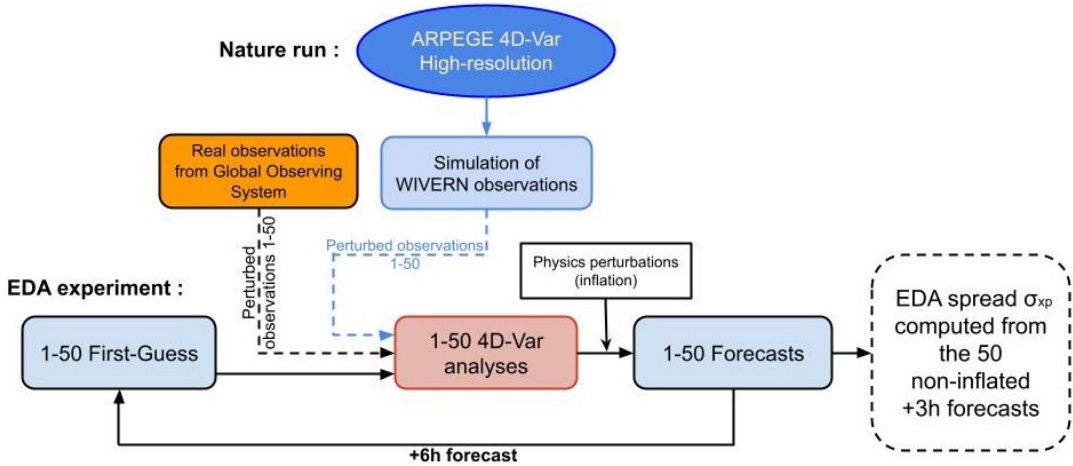 Nature run :
ARPEGE 4D-Var
High-resolution
Real observations
from Global Observing
System
Simulation of
WIVERN observations
Perturbed
observations 1-50
Perturbed observations
1-50
Physics perturbations
(inflation)
EDA experiment :
1-50 First-Guess
1-50 4D-Var
analyses
1-50 Forecasts
EDA spread σxp
computed from
the 50
non-inflated
+3h forecasts
+6h forecast